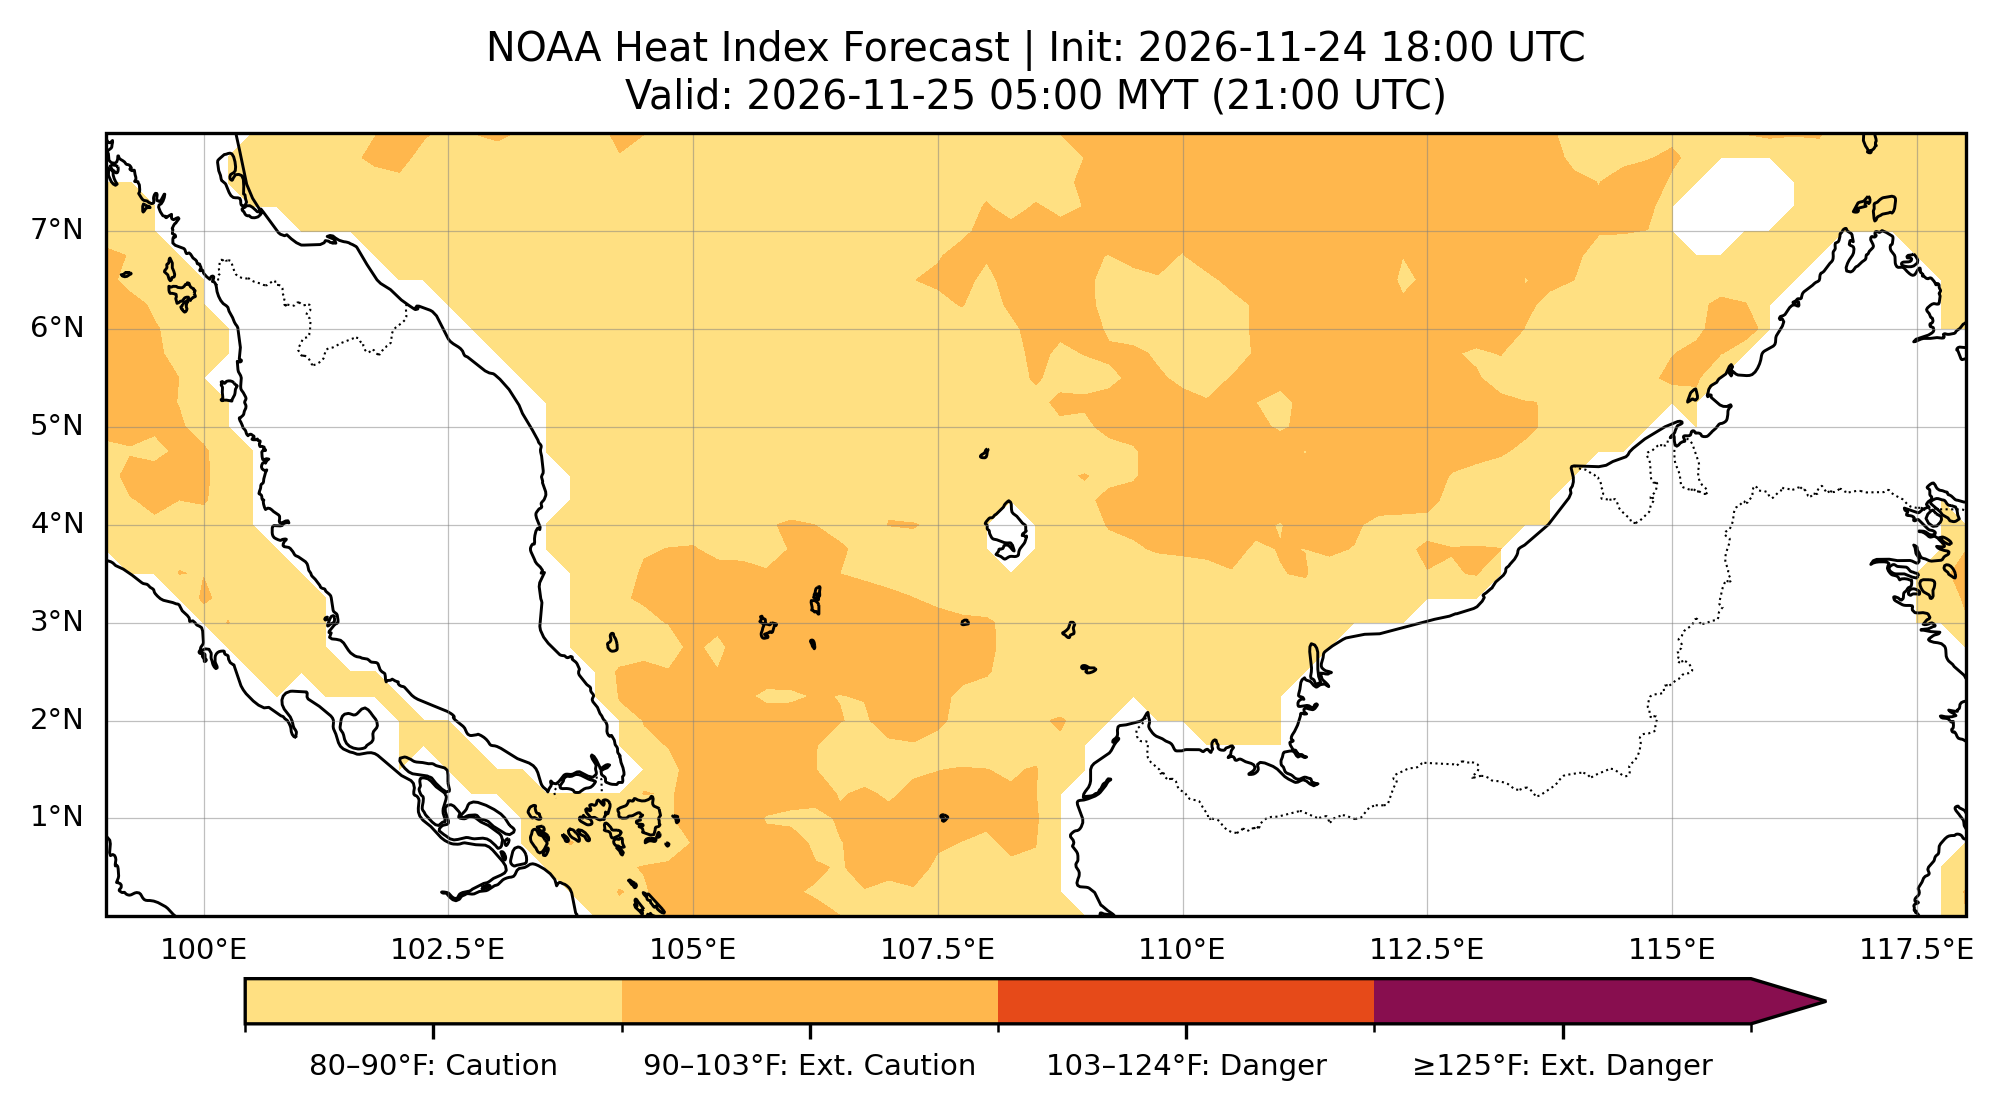 NOAA Heat Index Forecast | Init: 2026-11-24 18:00 UTC
Valid: 2026-11-25 05:00 MYT (21:00 UTC)
7°N
6°N
5°N
4°N
3°N
2°N
1°N
100°E 102.5°E 105°E 107.5°E 110°E 112.5°E 115°E 117.5°E
80–90°F: Caution 90–103°F: Ext. Caution 103–124°F: Danger ≥125°F: Ext. Danger